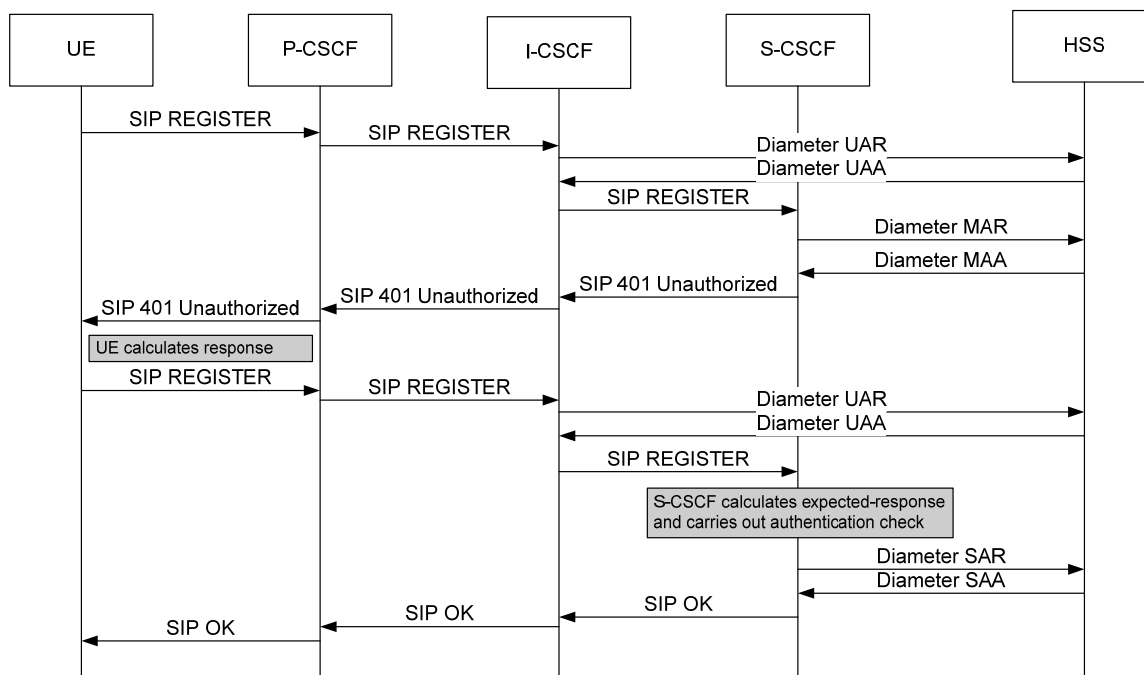 UE
P-CSCF
I-CSCF
S-CSCF
HSS
SIP REGISTER
SIP REGISTER
Diameter UAR
Diameter UAA
SIP REGISTER
Diameter MAR
Diameter MAA
SIP 401 Unauthorized
SIP 401 Unauthorized
SIP 401 Unauthorized
UE calculates response
SIP REGISTER
SIP REGISTER
Diameter UAR
Diameter UAA
SIP REGISTER
S-CSCF calculates expected-response
and carries out authentication check
Diameter SAR
Diameter SAA
SIP OK
SIP OK
SIP OK